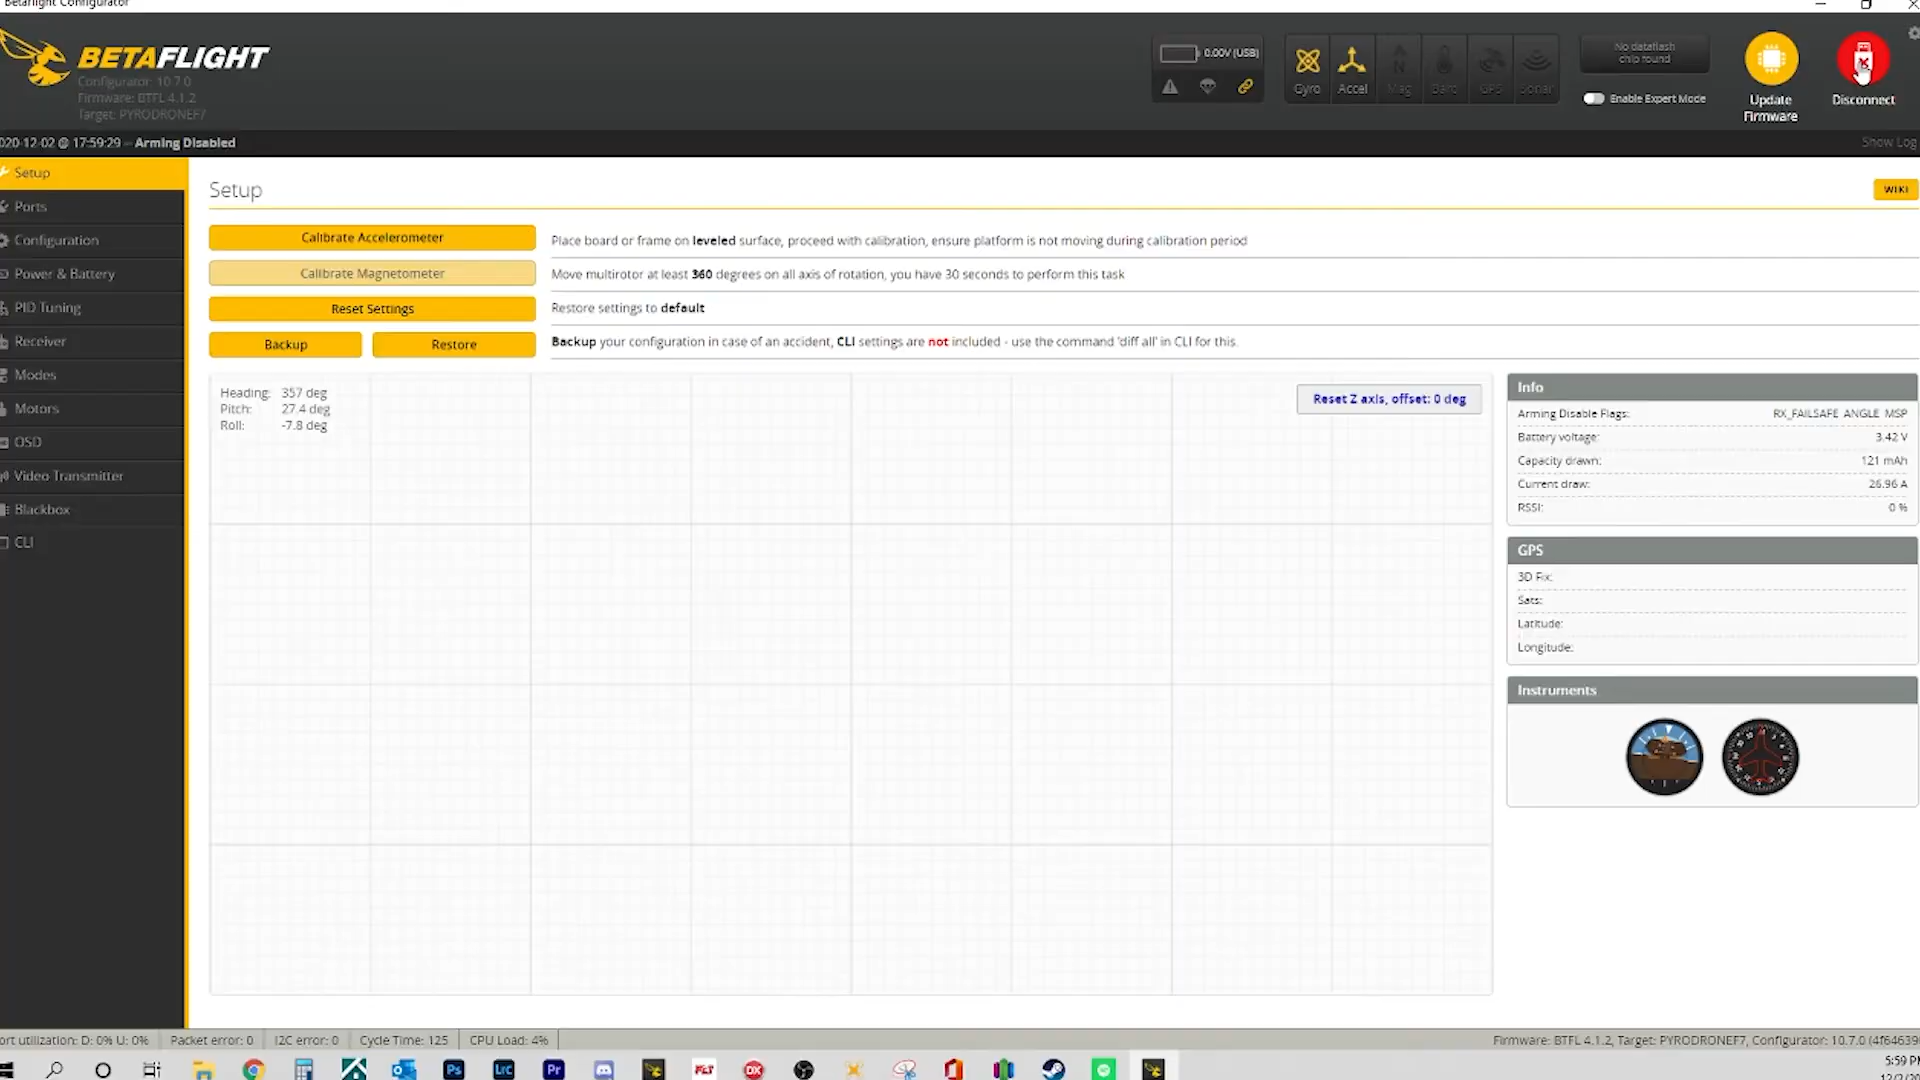 Betaflight Configurator
BETAFLIGHT
Configurator: 10.7.0
Firmware: BTFL 4.1.2
Target: PYRODRONEF7
0.00V (USB)
Gyro
Accel
Mag
Baro
GPS
Sonar
No dataflash
chip found
Enable Expert Mode
Update
Firmware
Disconnect
020-12-02 @ 17:59:29 -- Arming Disabled
Show Log
Setup
Ports
Configuration
Power & Battery
PID Tuning
Receiver
Modes
Motors
OSD
Video Transmitter
Blackbox
CLI
Setup
WIKI
Calibrate Accelerometer
Place board or frame on leveled surface, proceed with calibration, ensure platform is not moving during calibration period
Calibrate Magnetometer
Move multirotor at least 360 degrees on all axis of rotation, you have 30 seconds to perform this task
Reset Settings
Restore settings to default
Backup
Restore
Backup your configuration in case of an accident, CLI settings are not included - use the command 'diff all' in CLI for this.
Heading: 357 deg
Pitch: 27.4 deg
Roll: -7.8 deg
Reset Z axis, offset: 0 deg
Info
Arming Disable Flags: RX_FAILSAFE ANGLE MSP
Battery voltage: 3.42 V
Capacity drawn: 121 mAh
Current draw: 26.96 A
RSSI: 0 %
GPS
3D Fix:
Sats:
Latitude:
Longitude:
Instruments
ort utilization: D: 0% U: 0%
Packet error: 0
I2C error: 0
Cycle Time: 125
CPU Load: 4%
Firmware: BTFL 4.1.2, Target: PYRODRONEF7, Configurator: 10.7.0 (4f64639
Ps
Lrc
Pr
5:59 P